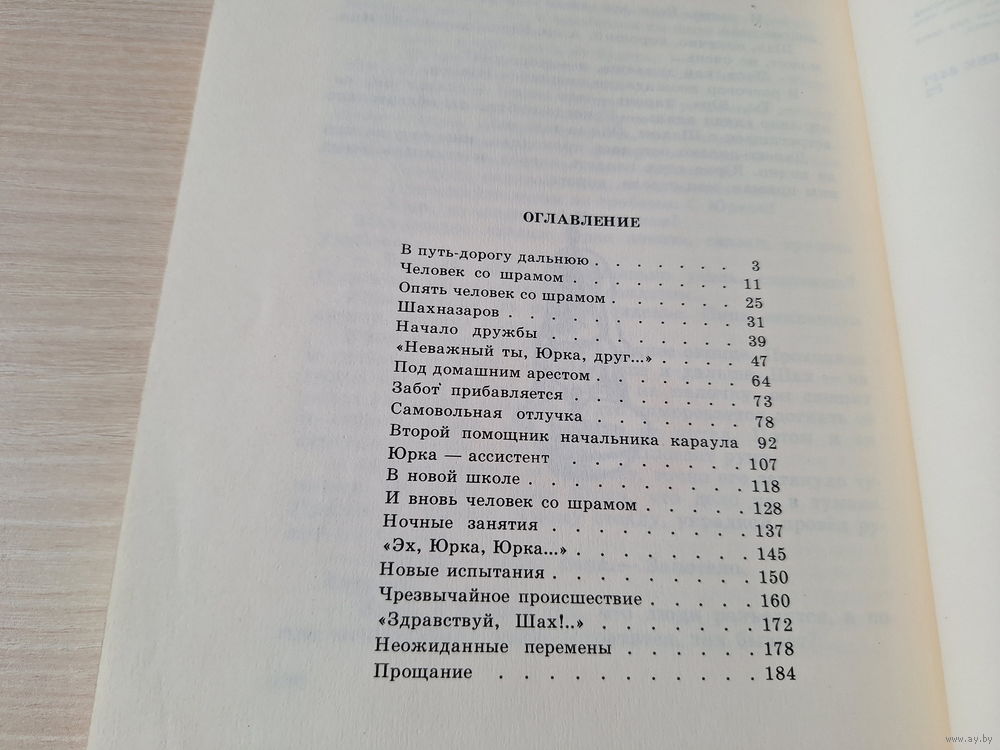 ОГЛАВЛЕНИЕ
В путь-дорогу дальнюю . . . . . . . 3
Человек со шрамом . . . . . . . . 11
Опять человек со шрамом . . . . . . 25
Шахназаров . . . . . . . . . . . 31
Начало дружбы . . . . . . . . . 39
«Неважный ты, Юрка, друг...» . . . . . 47
Под домашним арестом . . . . . . . 64
Забот прибавляется . . . . . . . . 73
Самовольная отлучка . . . . . . . 78
Второй помощник начальника караула 92
Юрка — ассистент . . . . . . . . 107
В новой школе . . . . . . . . . . 118
И вновь человек со шрамом . . . . . 128
Ночные занятия . . . . . . . . . 137
«Эх, Юрка, Юрка...» . . . . . . . . 145
Новые испытания . . . . . . . . . 150
Чрезвычайное происшествие . . . . . 160
«Здравствуй, Шах!..» . . . . . . . 172
Неожиданные перемены . . . . . . 178
Прощание . . . . . . . . . . . 184
www.ay.by